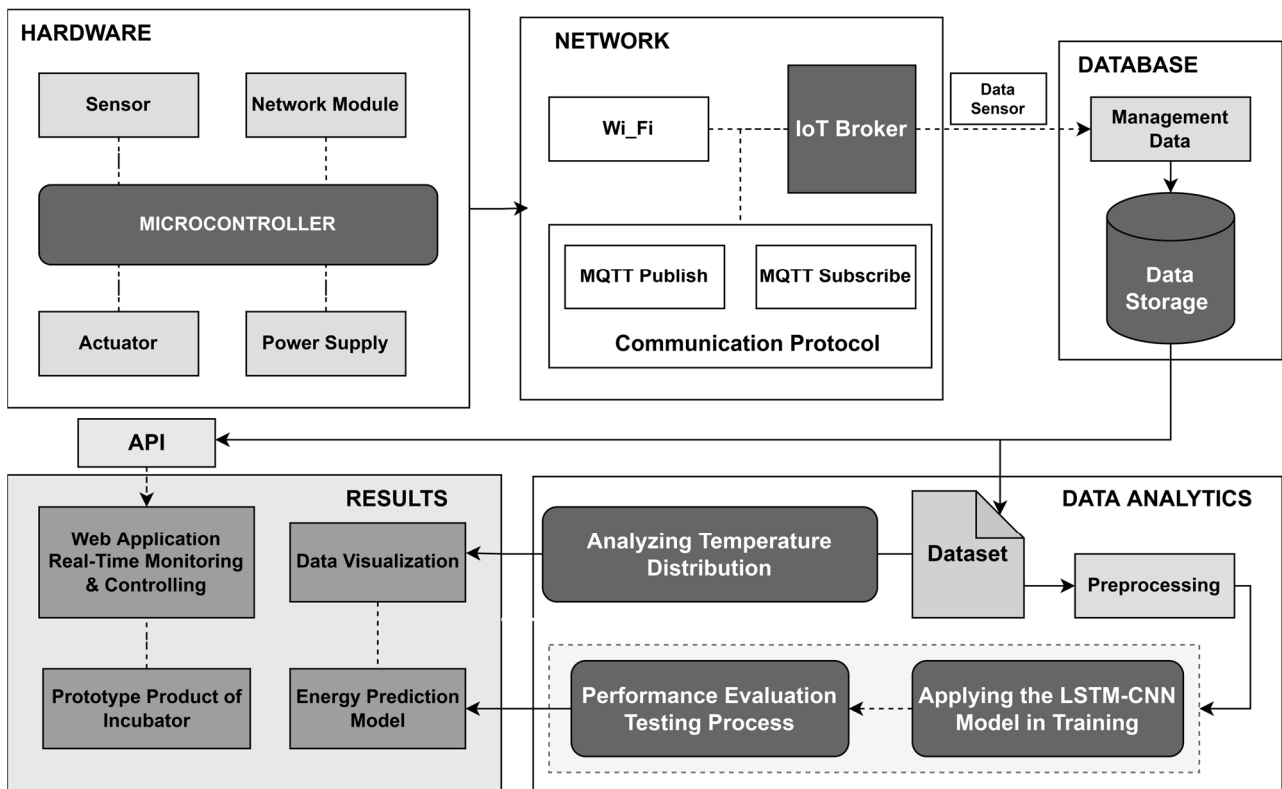 HARDWARE
Sensor
Network Module
MICROCONTROLLER
Actuator
Power Supply
NETWORK
Wi_Fi
IoT Broker
MQTT Publish
MQTT Subscribe
Communication Protocol
Data
Sensor
DATABASE
Management
Data
Data
Storage
API
RESULTS
Web Application
Real-Time Monitoring
& Controlling
Data Visualization
Prototype Product of
Incubator
Energy Prediction
Model
DATA ANALYTICS
Analyzing Temperature
Distribution
Dataset
Preprocessing
Performance Evaluation
Testing Process
Applying the LSTM-CNN
Model in Training